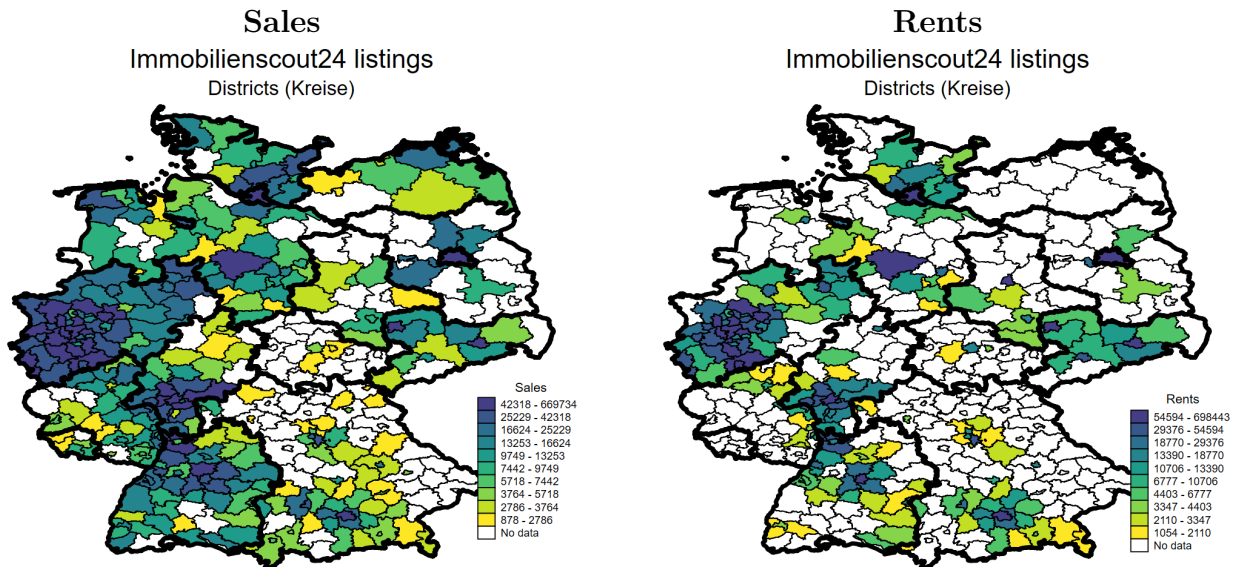 Sales
Immobilienscout24 listings
Districts (Kreise)
Sales
42318 - 669734
25229 - 42318
16624 - 25229
13253 - 16624
9749 - 13253
7442 - 9749
5718 - 7442
3764 - 5718
2786 - 3764
878 - 2786
No data
Rents
Immobilienscout24 listings
Districts (Kreise)
Rents
54594 - 698443
29376 - 54594
18770 - 29376
13390 - 18770
10706 - 13390
6777 - 10706
4403 - 6777
3347 - 4403
2110 - 3347
1054 - 2110
No data